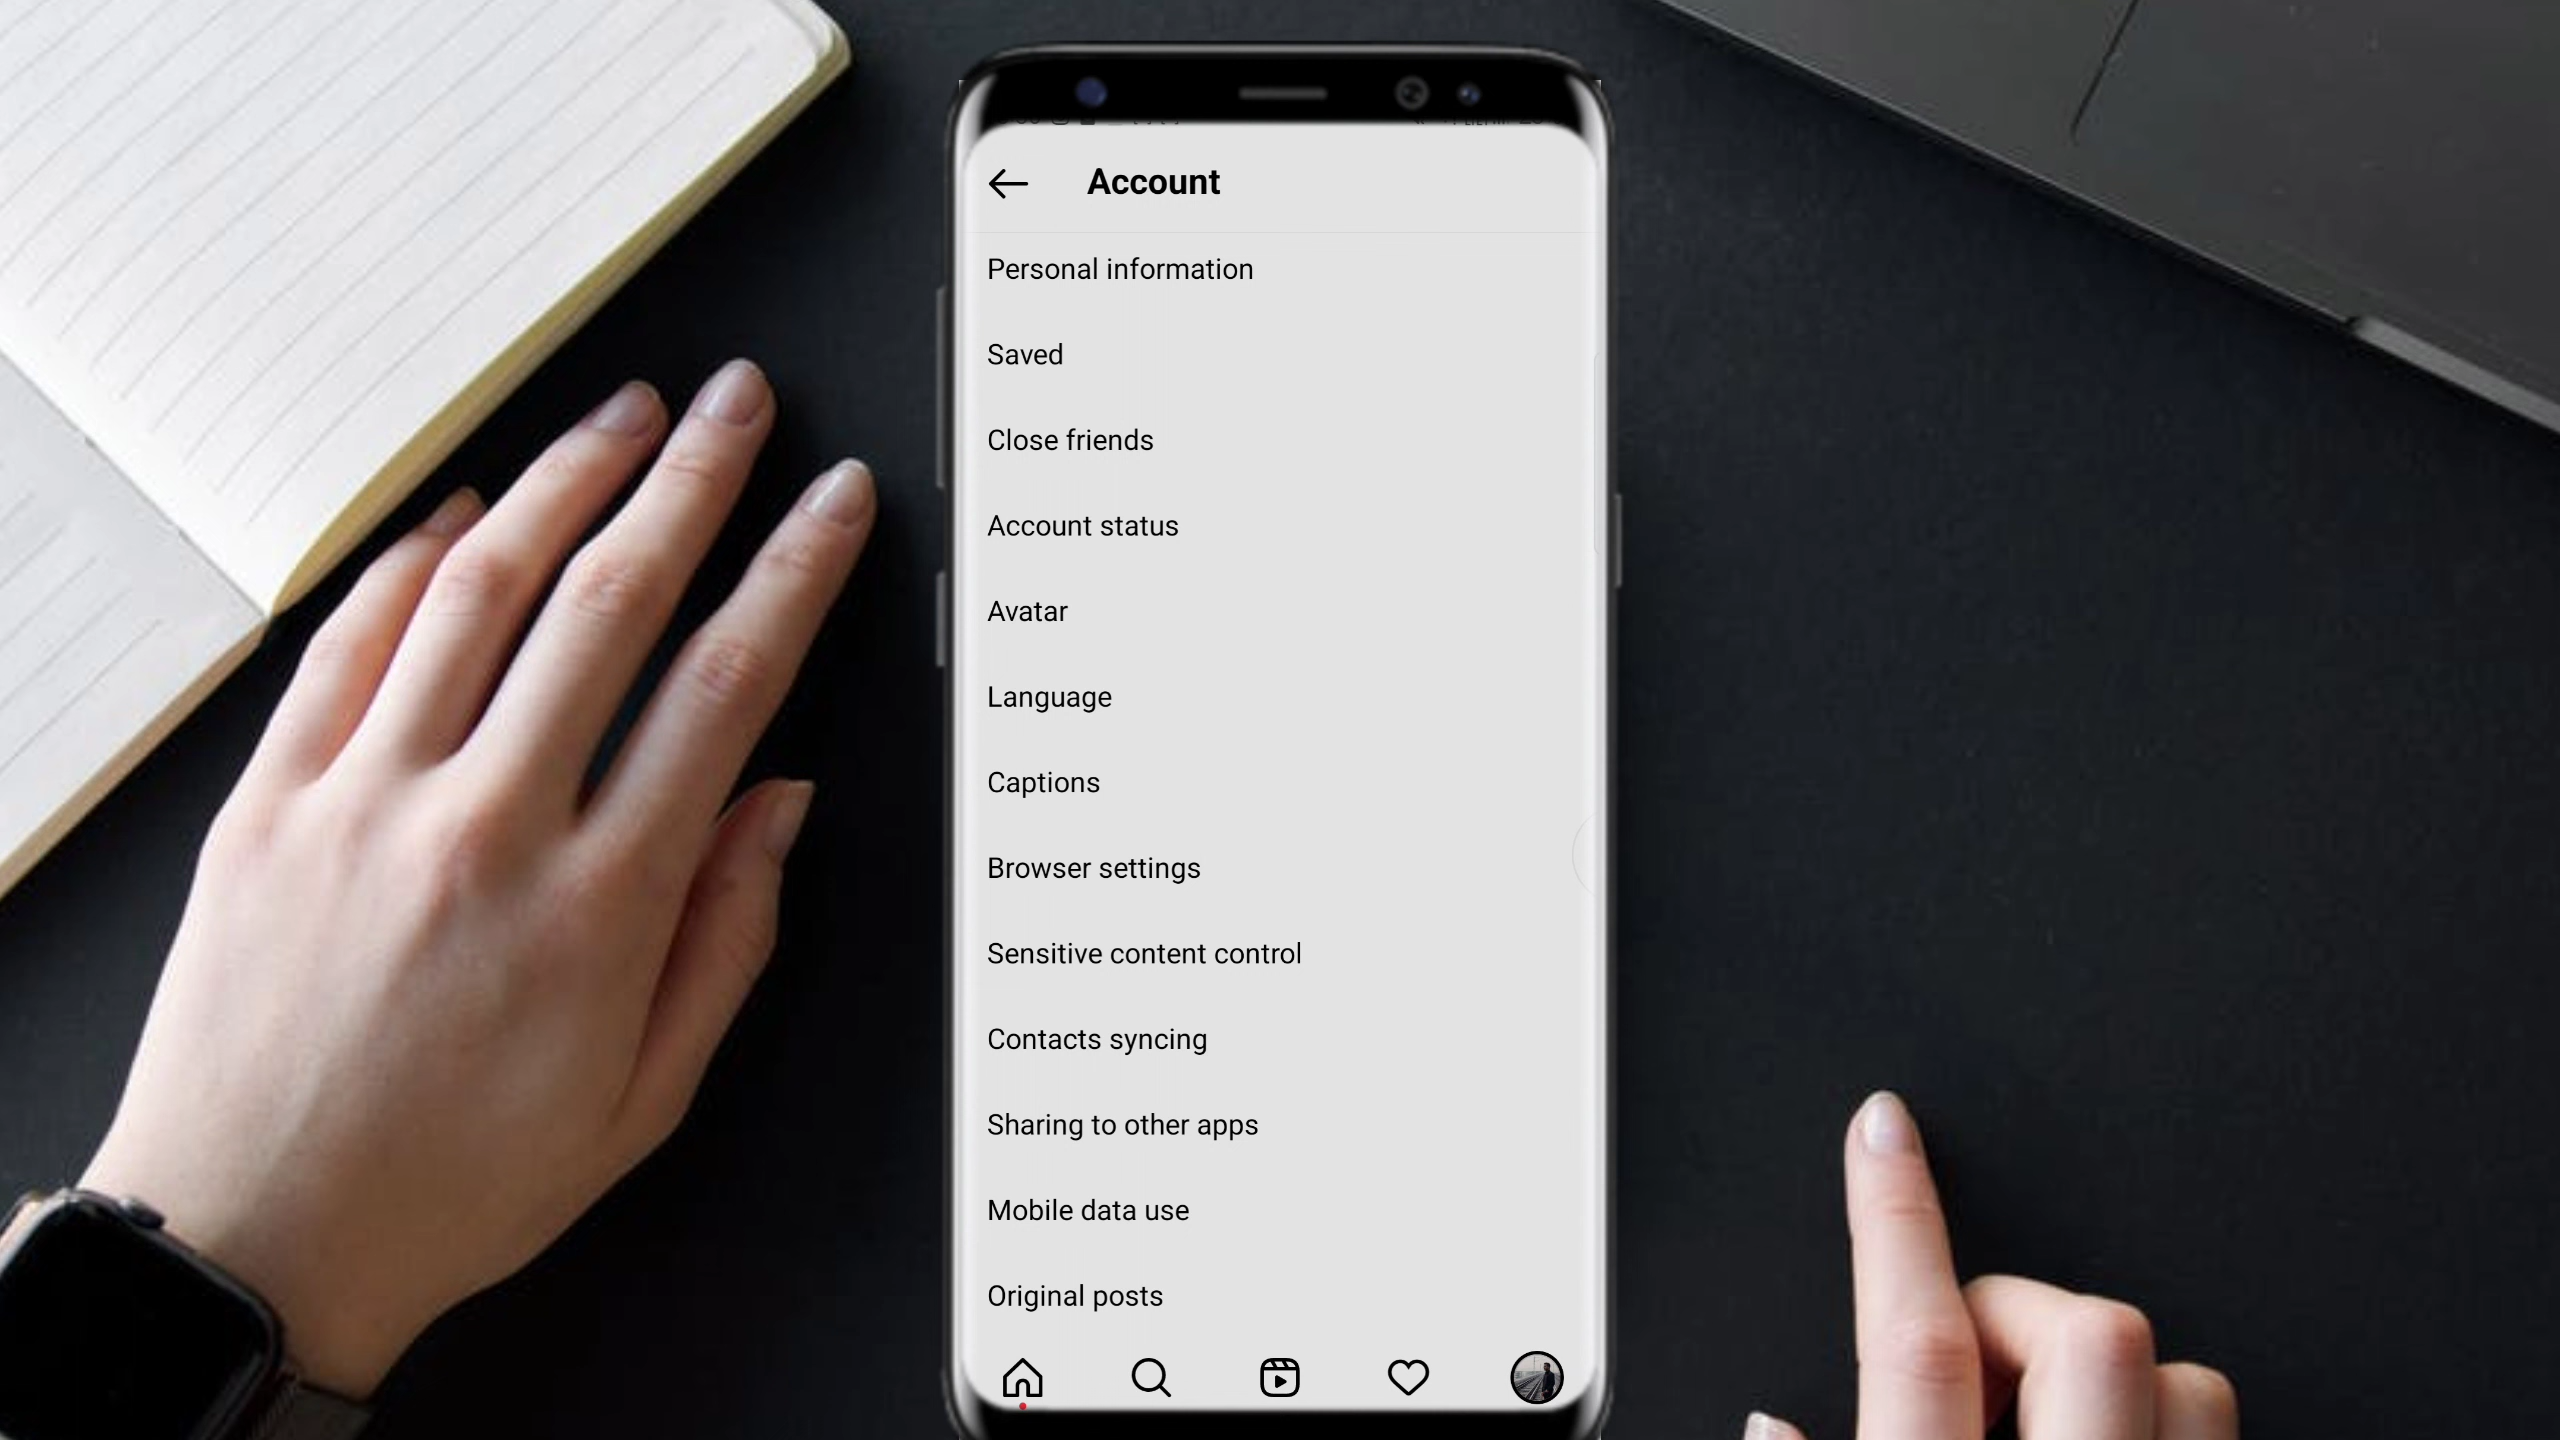 Account
Personal information
Saved
Close friends
Account status
Avatar
Language
Captions
Browser settings
Sensitive content control
Contacts syncing
Sharing to other apps
Mobile data use
Original posts